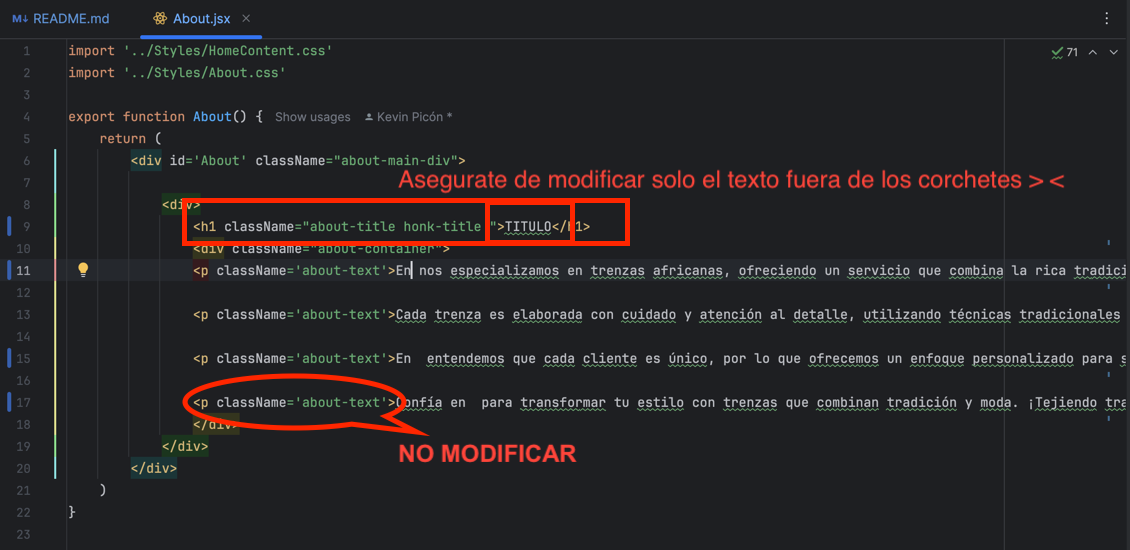 README.md About.jsx
1 import '../Styles/HomeContent.css' 71
2 import '../Styles/About.css'
3
4 export function About() { Show usages Kevin Picón *
5 return (
6 <div id='About' className="about-main-div">
7
Asegurate de modificar solo el texto fuera de los corchetes > <
8 <div>
9 <h1 className="about-title honk-title ">TITULO</h1>
10 <div className="about-container">
11 <p className='about-text'>En nos especializamos en trenzas africanas, ofreciendo un servicio que combina la rica tradici
12
13 <p className='about-text'>Cada trenza es elaborada con cuidado y atención al detalle, utilizando técnicas tradicionales
14
15 <p className='about-text'>En  entendemos que cada cliente es único, por lo que ofrecemos un enfoque personalizado para s
16
17 <p className='about-text'>Confía en  para transformar tu estilo con trenzas que combinan tradición y moda. ¡Tejiendo tra
18 </div>
19 </div>
NO MODIFICAR
20 </div>
21 )
22 }
23